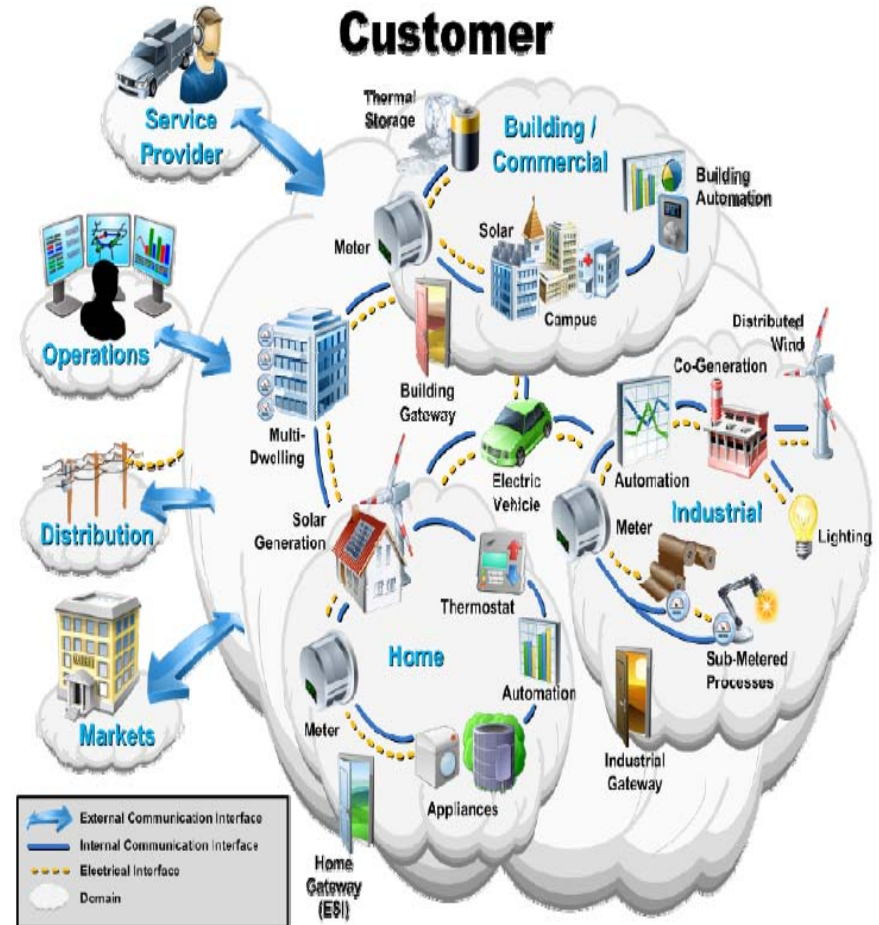 Customer
Service
Provider
Thermal
Storage
Building /
Commercial
Building
Automation
Meter
Solar
Campus
Operations
Building
Gateway
Multi-
Dwelling
Distributed
Wind
Co-Generation
Electric
Vehicle
Automation
Industrial
Meter
Lighting
Distribution
Solar
Generation
Thermostat
Home
Automation
Sub-Metered
Processes
Markets
Meter
Appliances
Industrial
Gateway
Home
Gateway
(ESI)
External Communication Interface
Internal Communication Interface
Electrical Interface
Domain